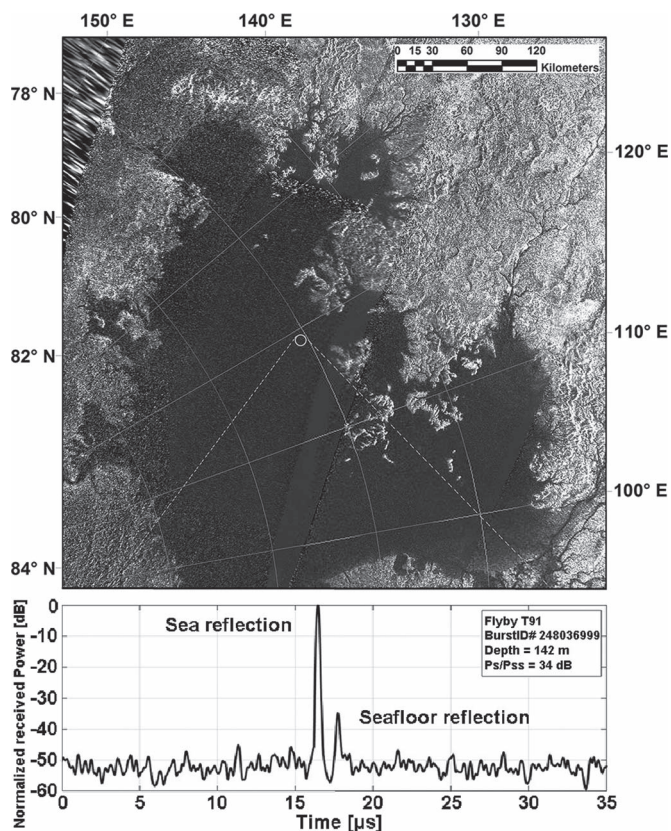 150° E 140° E 130° E
0 15 30 60 90 120
Kilometers
78° N
120° E
80° N
110° E
82° N
100° E
84° N
Normalized received Power [dB]
0
-10
-20
-30
-40
-50
-60
Sea reflection
Flyby T91
BurstID# 248036999
Depth = 142 m
Ps/Pss = 34 dB
Seafloor reflection
0 5 10 15 20 25 30 35
Time [µs]